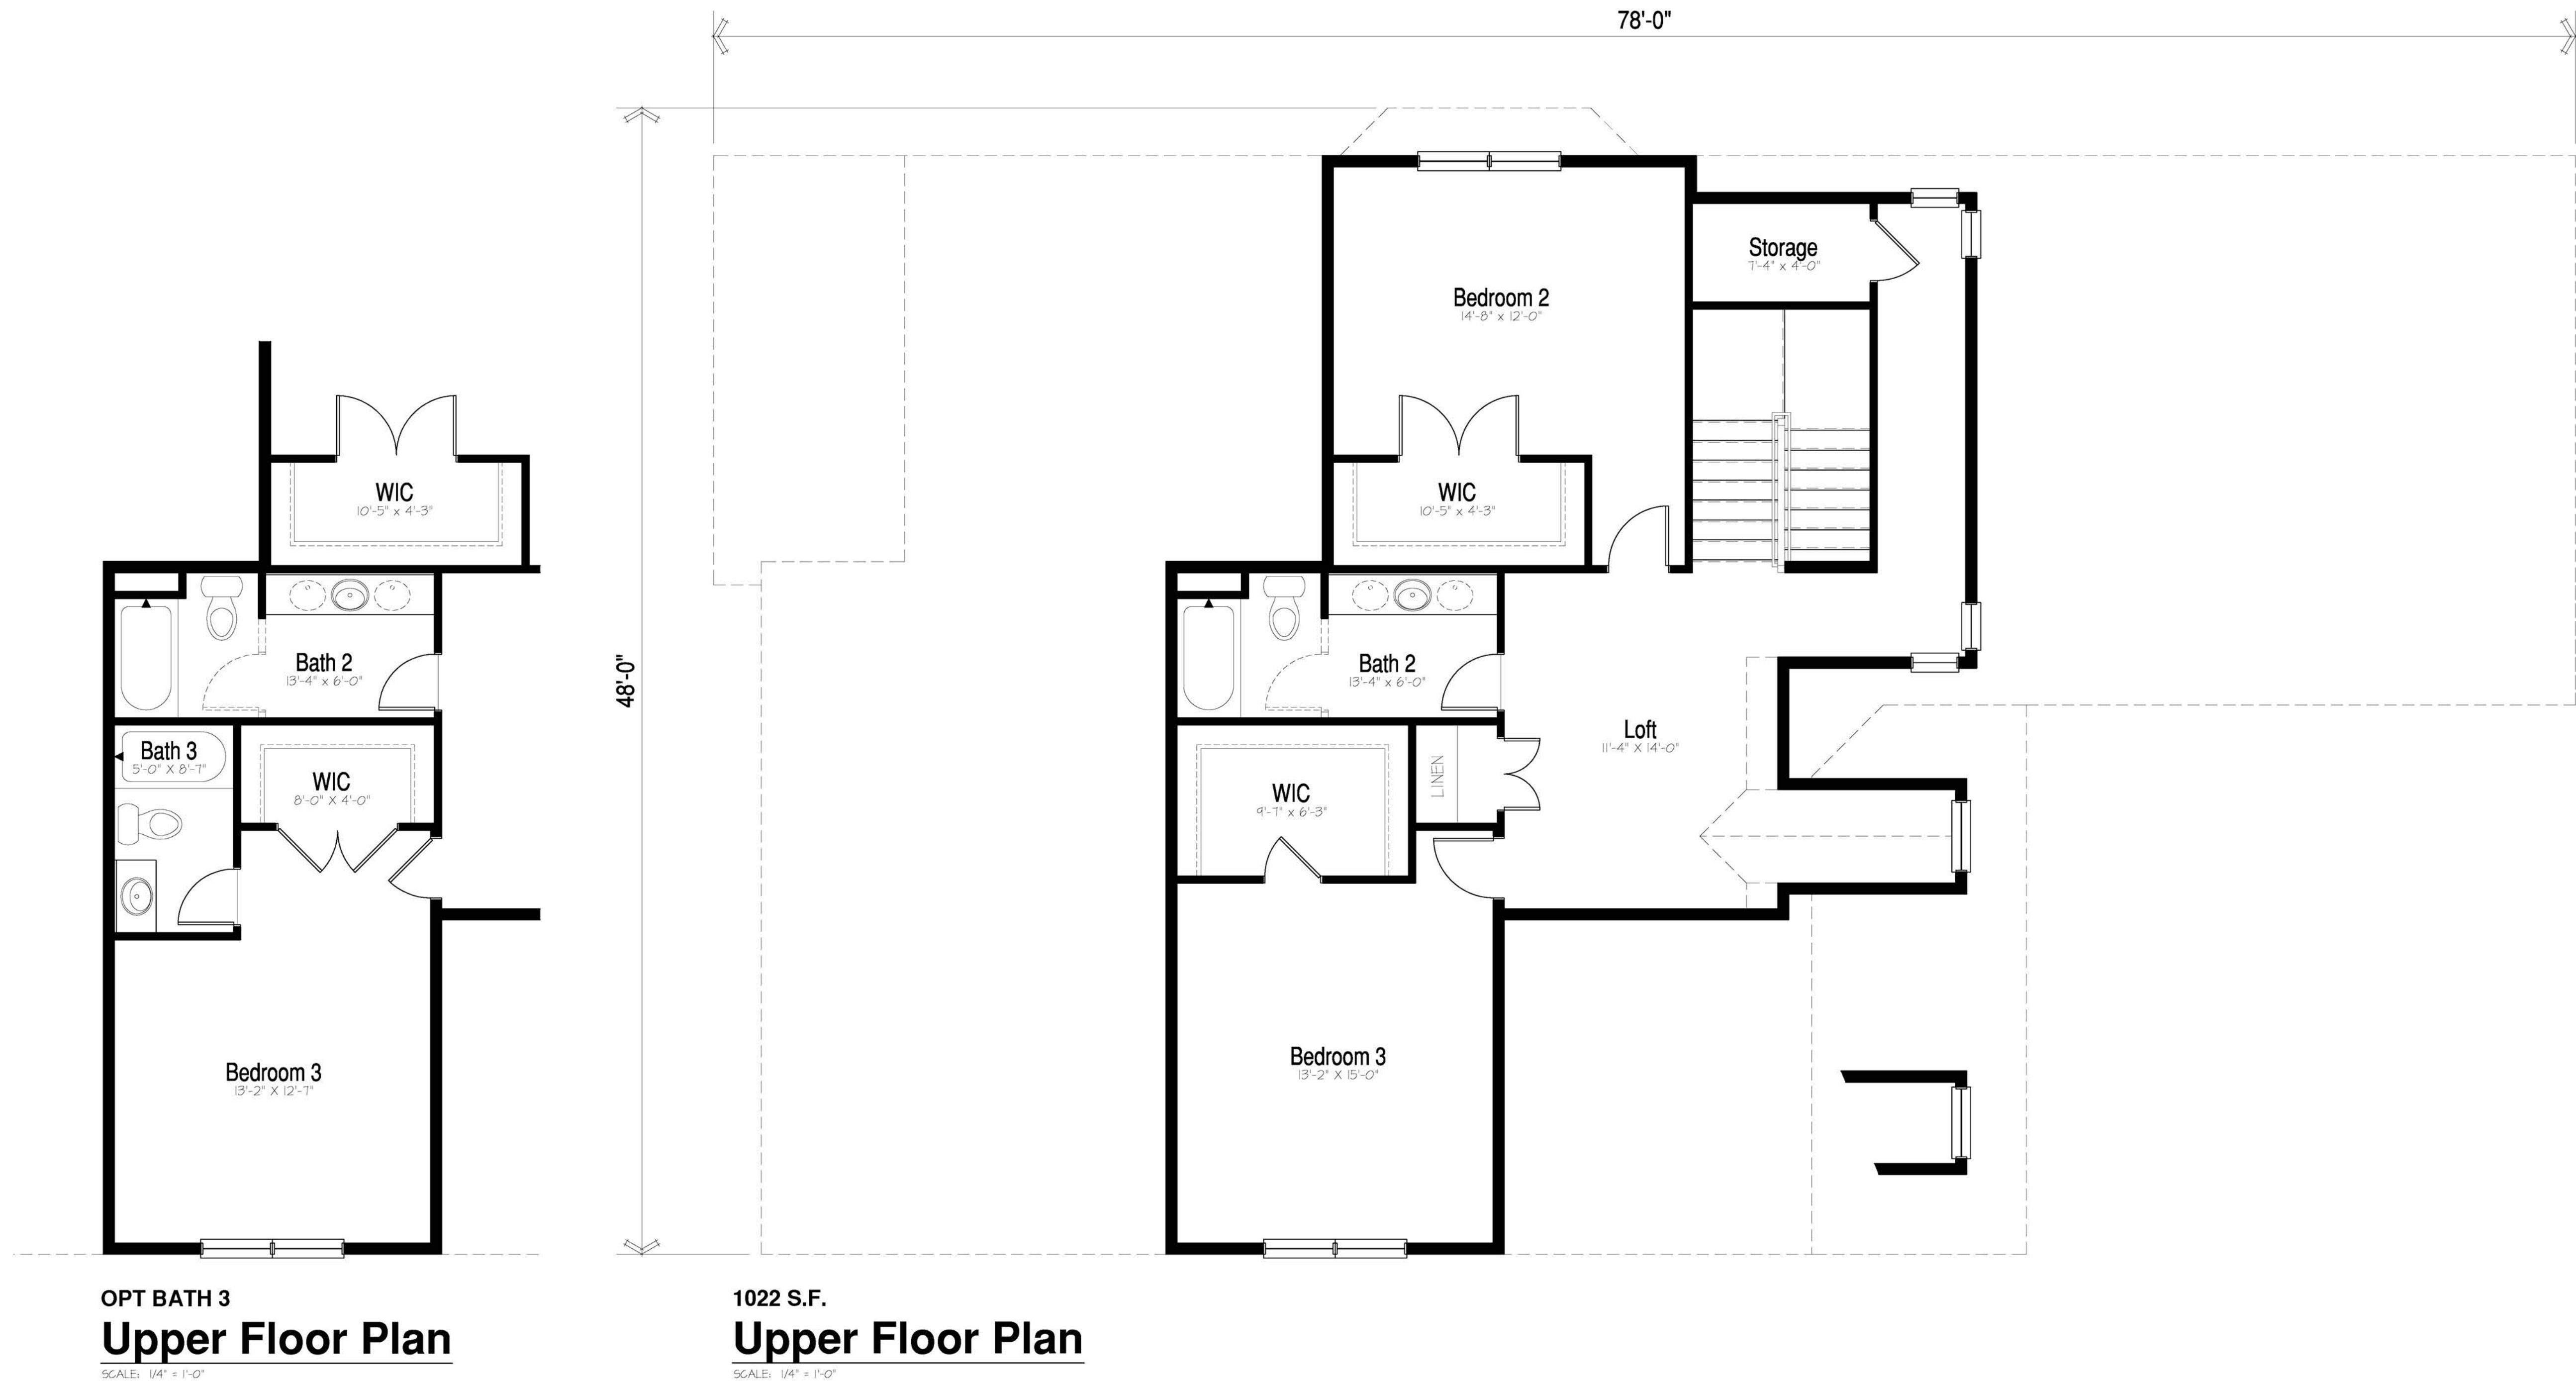 78'-0"
48'-0"
WIC
10'-5" x 4'-3"
Bath 2
13'-4" x 6'-0"
Bath 3
5'-0" X 8'-7"
WIC
8'-0" X 4'-0"
Bedroom 3
13'-2" X 12'-7"
OPT BATH 3
Upper Floor Plan
SCALE: 1/4" = 1'-0"
Storage
7'-4" x 4'-0"
Bedroom 2
14'-8" x 12'-0"
WIC
10'-5" x 4'-3"
Bath 2
13'-4" x 6'-0"
Loft
11'-4" X 14'-0"
LINEN
WIC
9'-7" x 6'-3"
Bedroom 3
13'-2" X 15'-0"
1022 S.F.
Upper Floor Plan
SCALE: 1/4" = 1'-0"